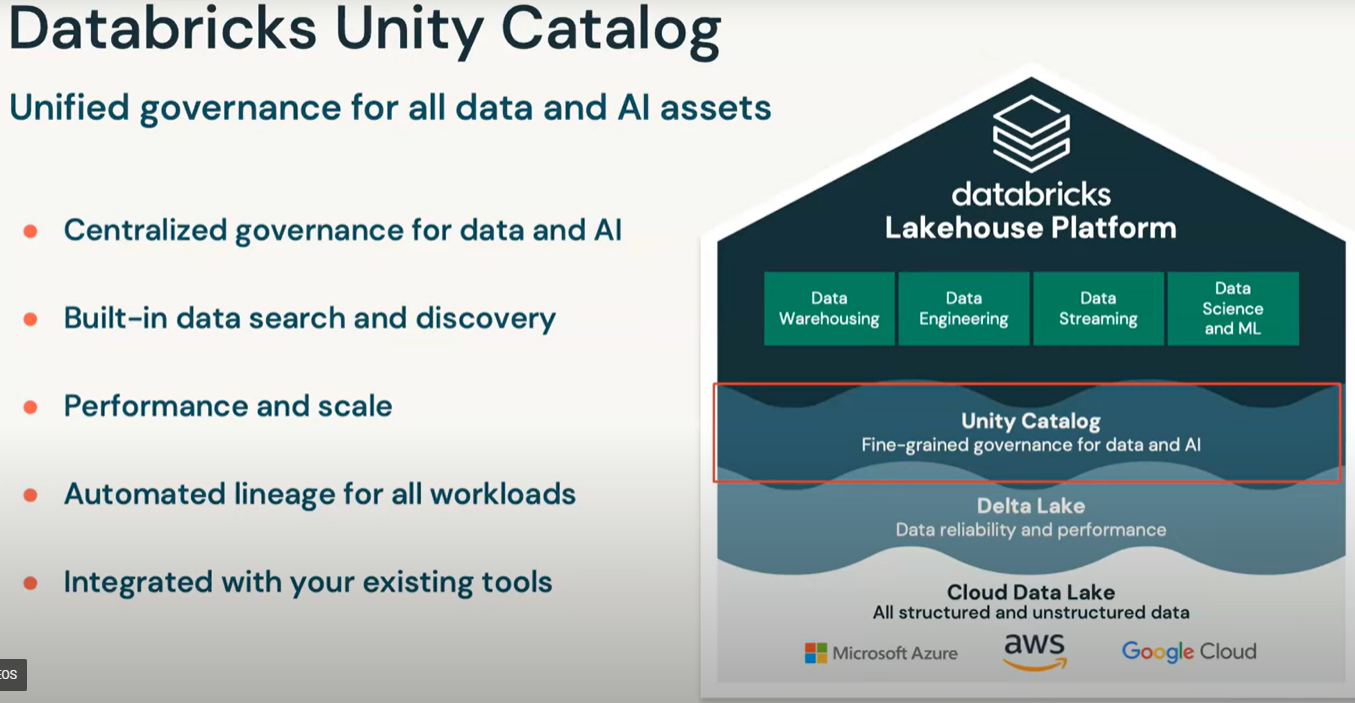 Databricks Unity Catalog
Unified governance for all data and AI assets
Centralized governance for data and AI
Built-in data search and discovery
Performance and scale
Automated lineage for all workloads
Integrated with your existing tools
databricks
Lakehouse Platform
Data
Warehousing
Data
Engineering
Data
Streaming
Data
Science
and ML
Unity Catalog
Fine-grained governance for data and AI
Delta Lake
Data reliability and performance
Cloud Data Lake
All structured and unstructured data
Microsoft Azure
aws
Google Cloud